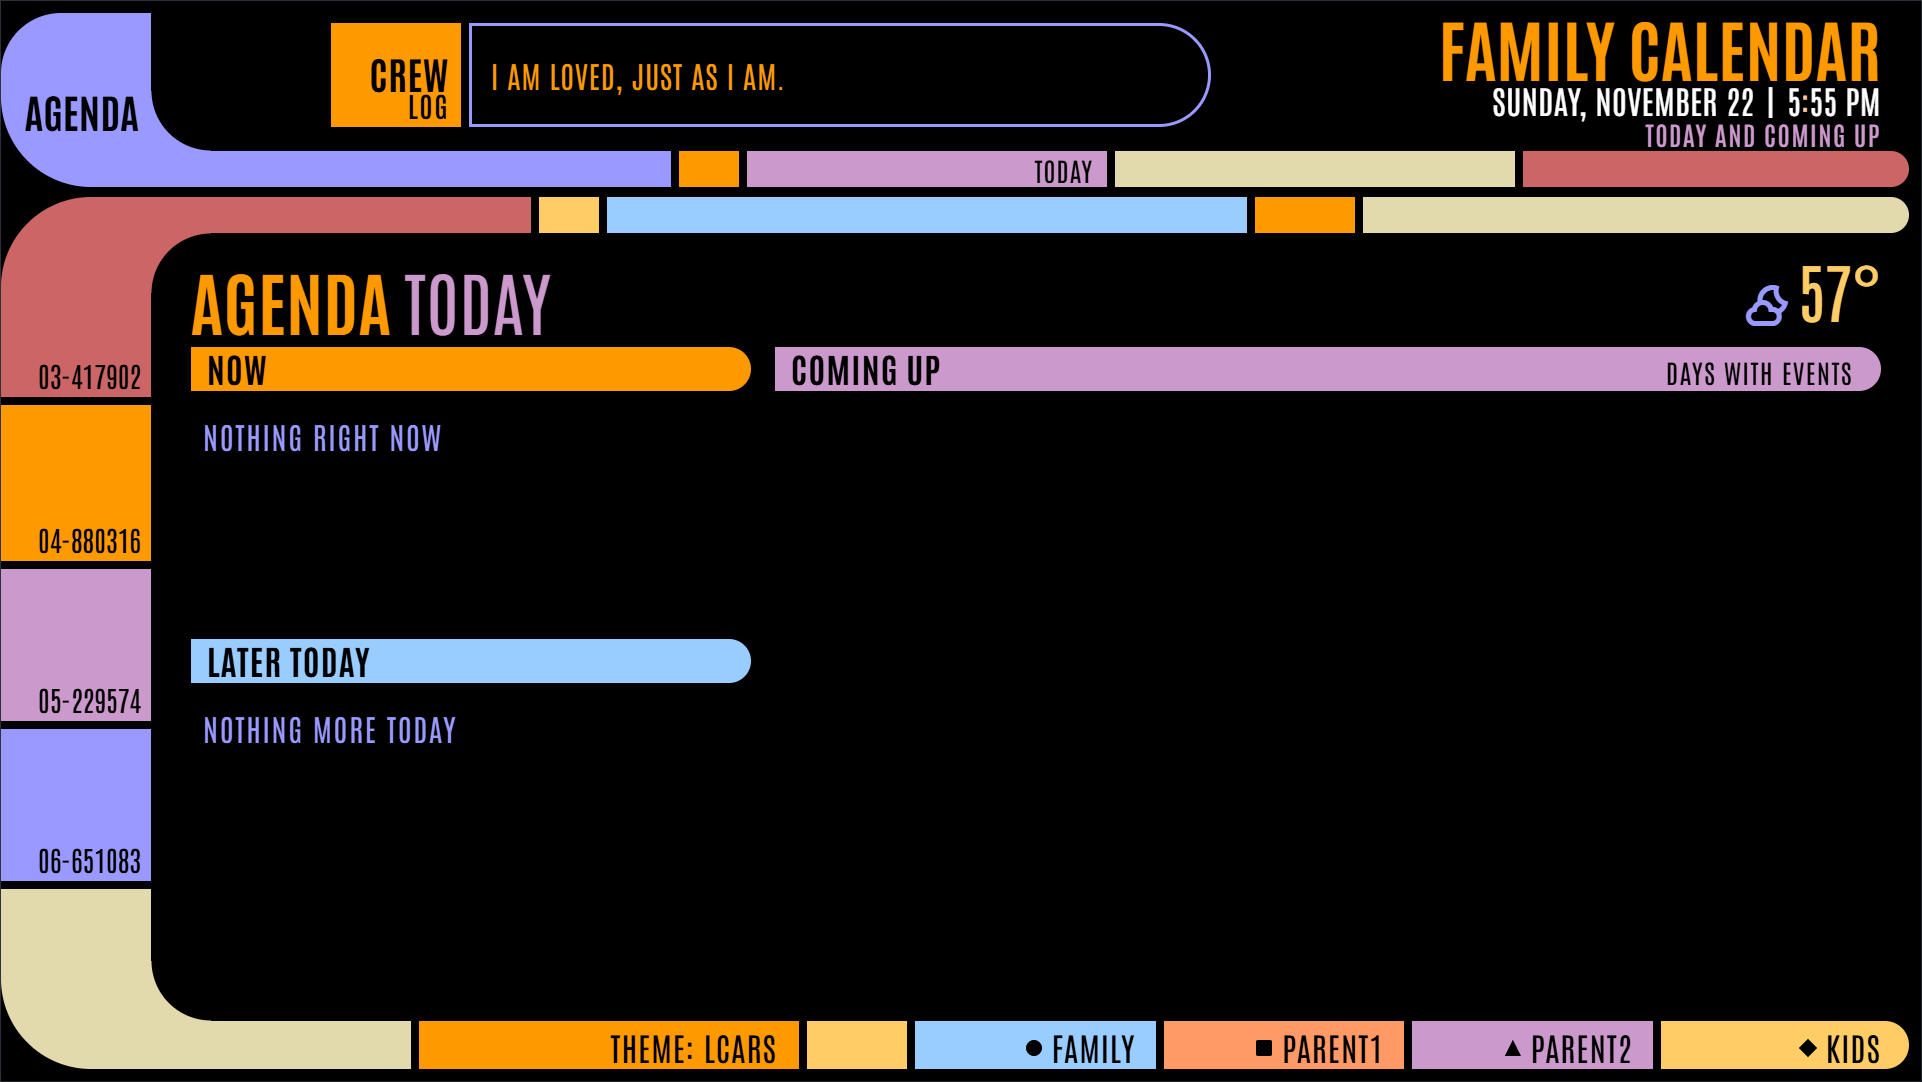 AGENDA
CREW
LOG
I AM LOVED, JUST AS I AM.
FAMILY CALENDAR
SUNDAY, NOVEMBER 22 | 5:55 PM
TODAY AND COMING UP
TODAY
AGENDA TODAY
57°
NOW
COMING UP
DAYS WITH EVENTS
03-417902
NOTHING RIGHT NOW
04-880316
LATER TODAY
05-229574
NOTHING MORE TODAY
06-651083
THEME: LCARS
FAMILY
PARENT1
PARENT2
KIDS